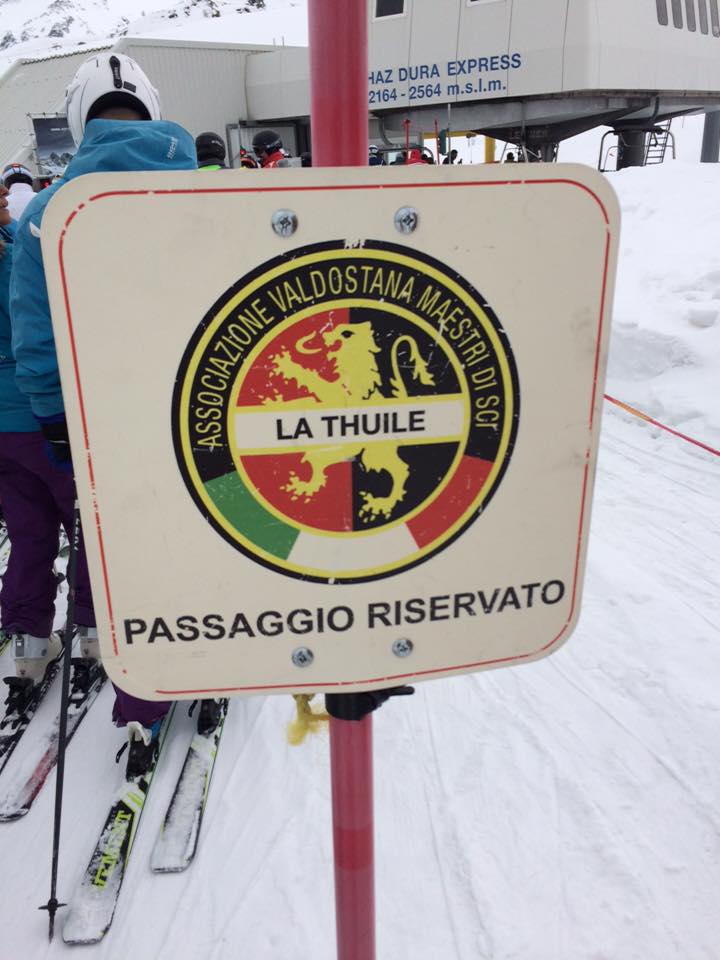 HAZ DURA EXPRESS
2164 - 2564 m.s.l.m.
ASSOCIAZIONE VALDOSTANA MAESTRI DI SCI
LA THUILE
PASSAGGIO RISERVATO